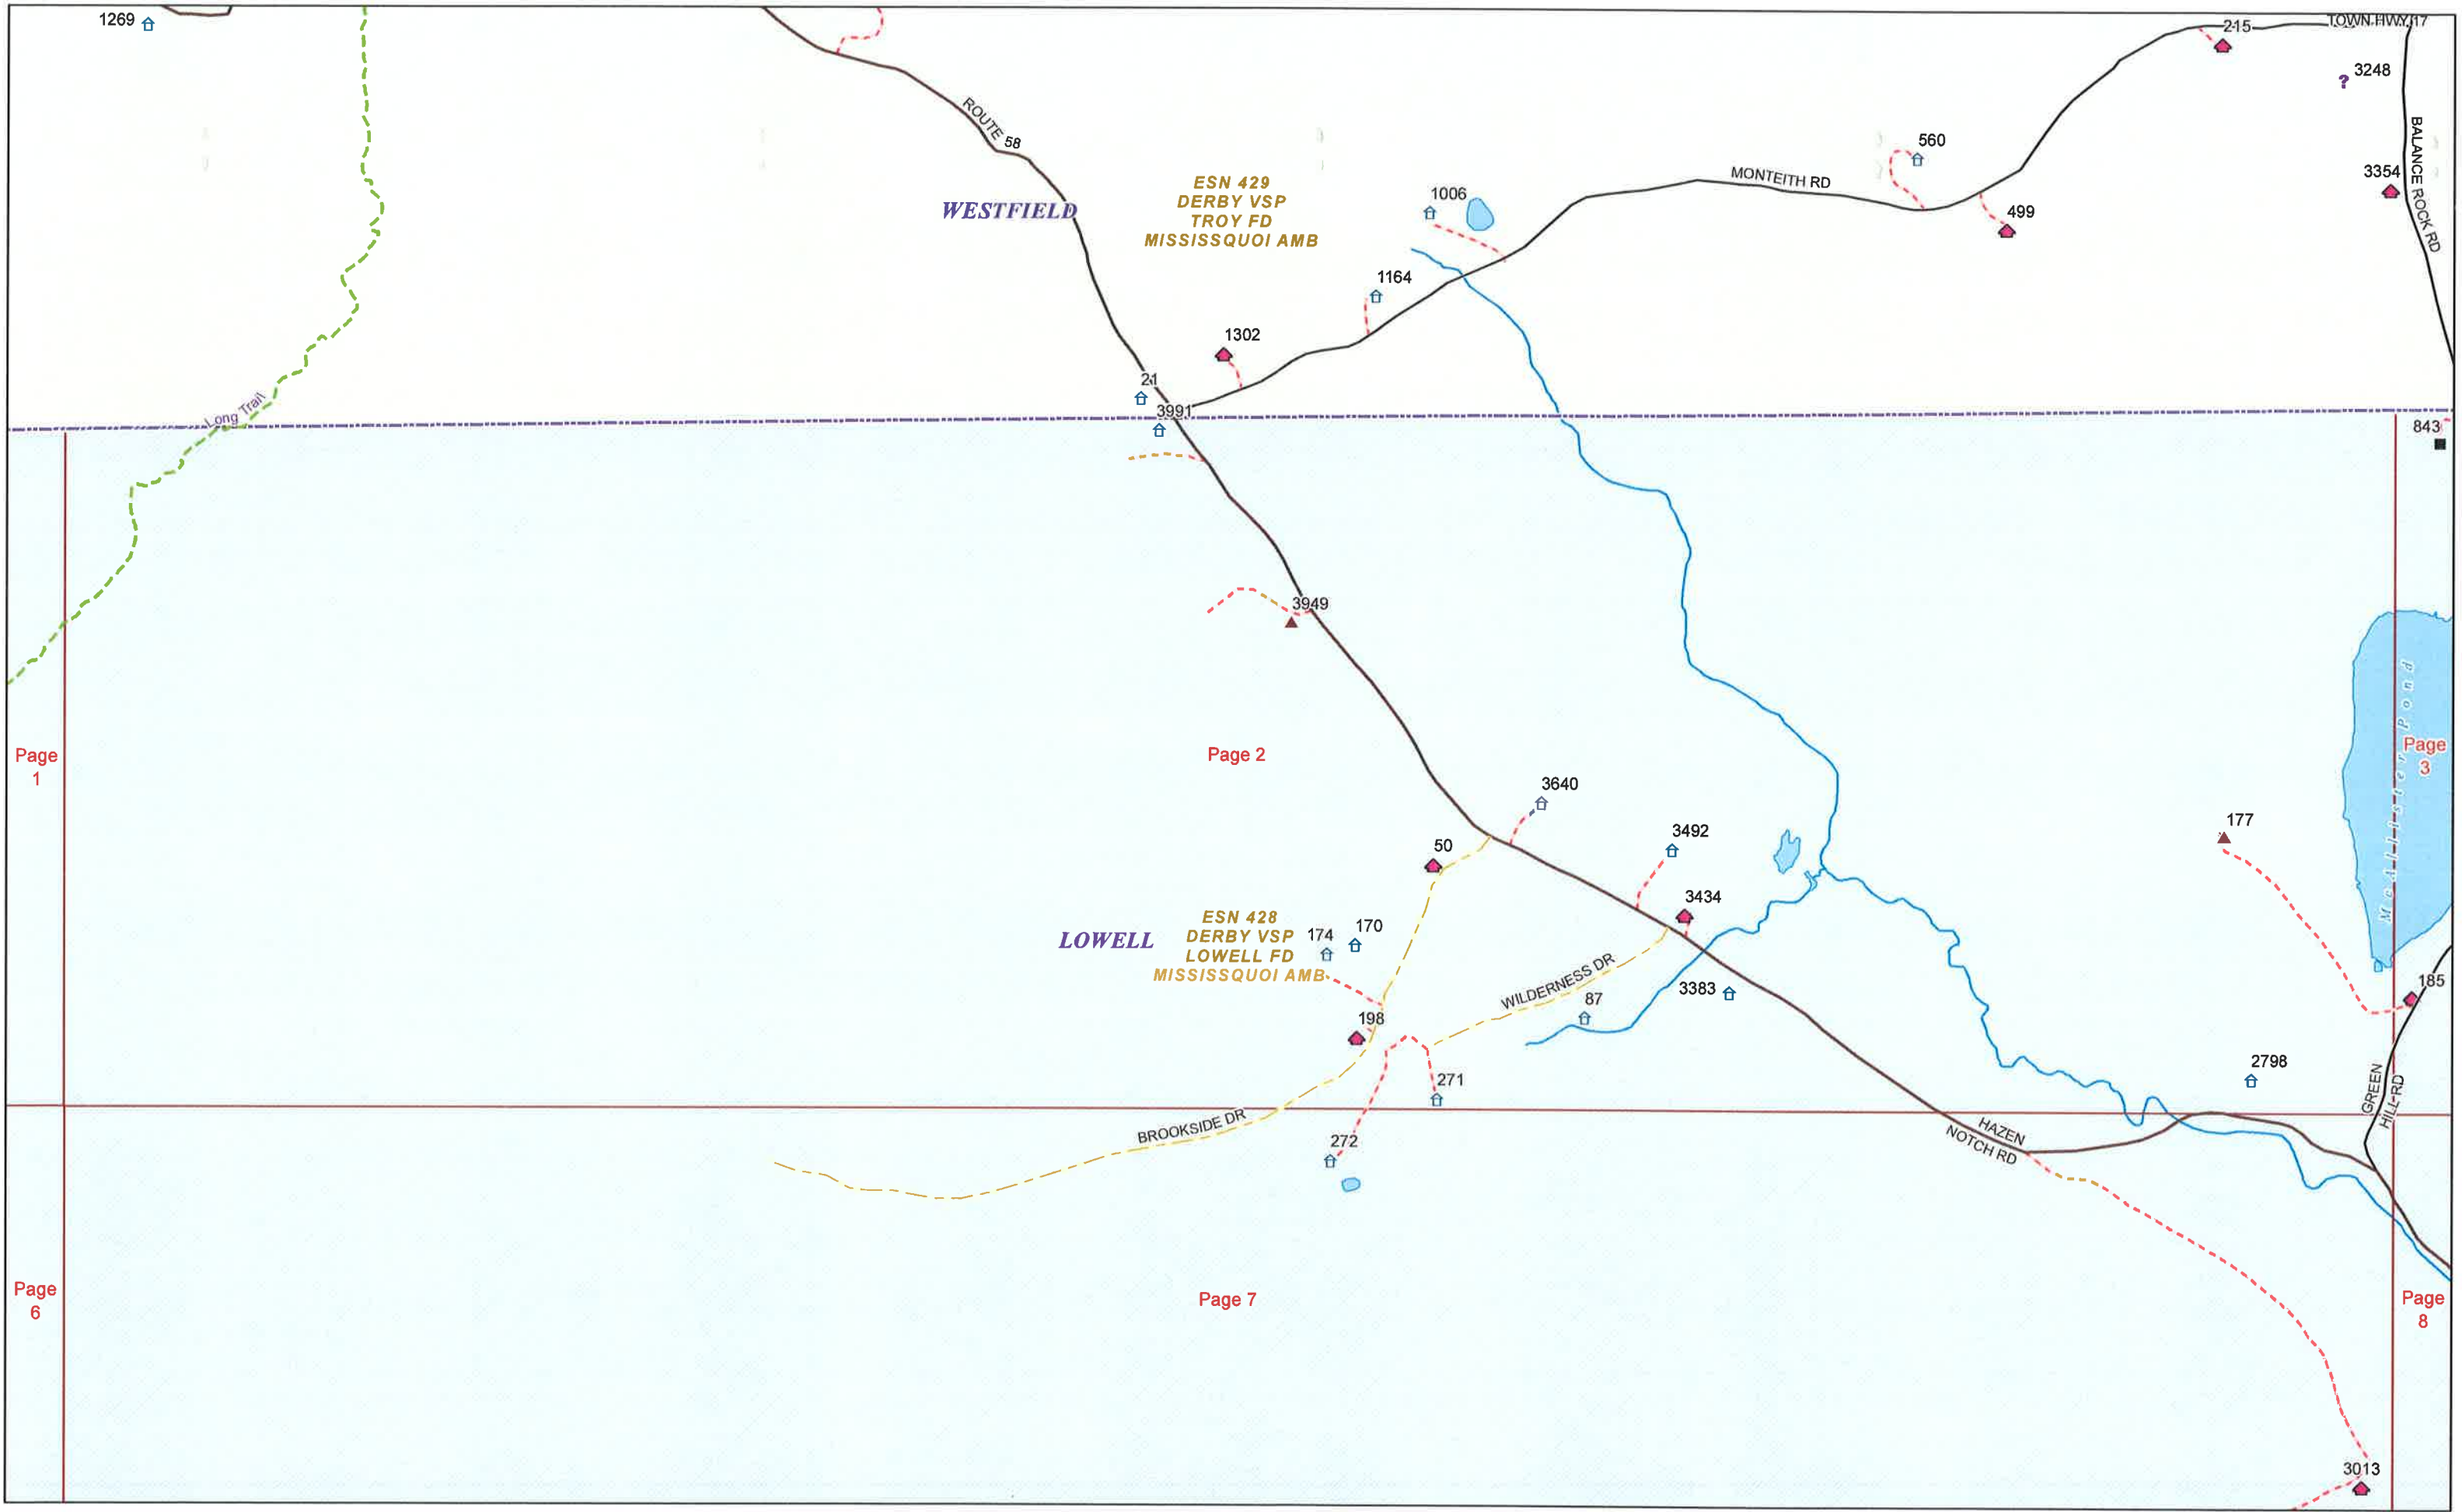 1269
215
TOWN HWY 17
3248
ROUTE 58
BALANCE ROCK RD
560
3354
MONTEITH RD
ESN 429
DERBY VSP
TROY FD
MISSISSQUOI AMB
WESTFIELD
1006
499
1164
1302
21
3991
Long Trail
843
3949
Page
1
Page 2
Page
3
McAllister Pond
3640
177
3492
50
3434
ESN 428
DERBY VSP
LOWELL FD
MISSISSQUOI AMB
LOWELL
174
170
WILDERNESS DR
3383
87
185
198
271
2798
GREEN
HILL RD
BROOKSIDE DR
HAZEN
NOTCH RD
272
Page
6
Page 7
Page
8
3013